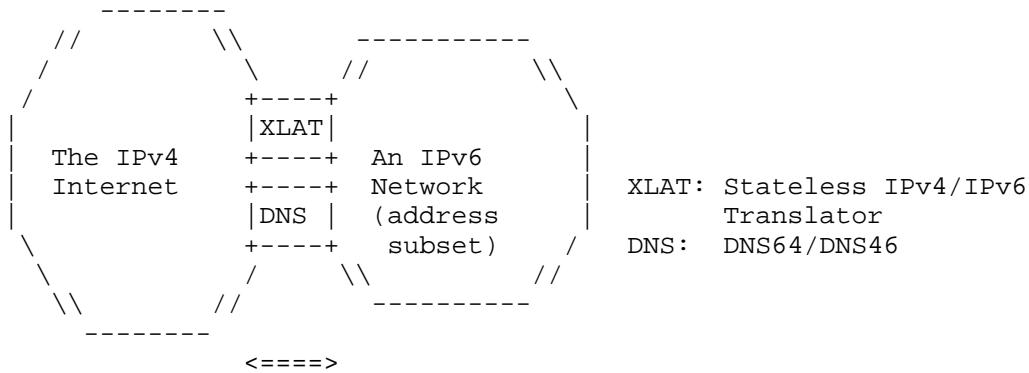 --------
// \\ -----------
/ \ // \\
/ +----+ \
| |XLAT| |
| The IPv4 +----+ An IPv6 |
| Internet +----+ Network | XLAT: Stateless IPv4/IPv6
| |DNS | (address | Translator
\ +----+ subset) / DNS: DNS64/DNS46
\ / \\ //
\\ // ----------
--------
<====>